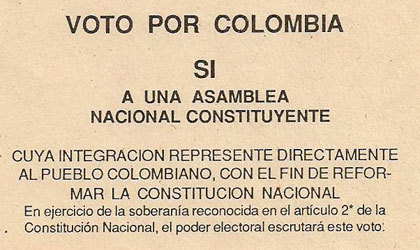 VOTO POR COLOMBIA
SI
A UNA ASAMBLEA
NACIONAL CONSTITUYENTE
CUYA INTEGRACION REPRESENTE DIRECTAMENTE
AL PUEBLO COLOMBIANO, CON EL FIN DE REFOR-
MAR LA CONSTITUCION NACIONAL
En ejercicio de la soberanía reconocida en el artículo 2* de la
Constitución Nacional, el poder electoral escrutará este voto: